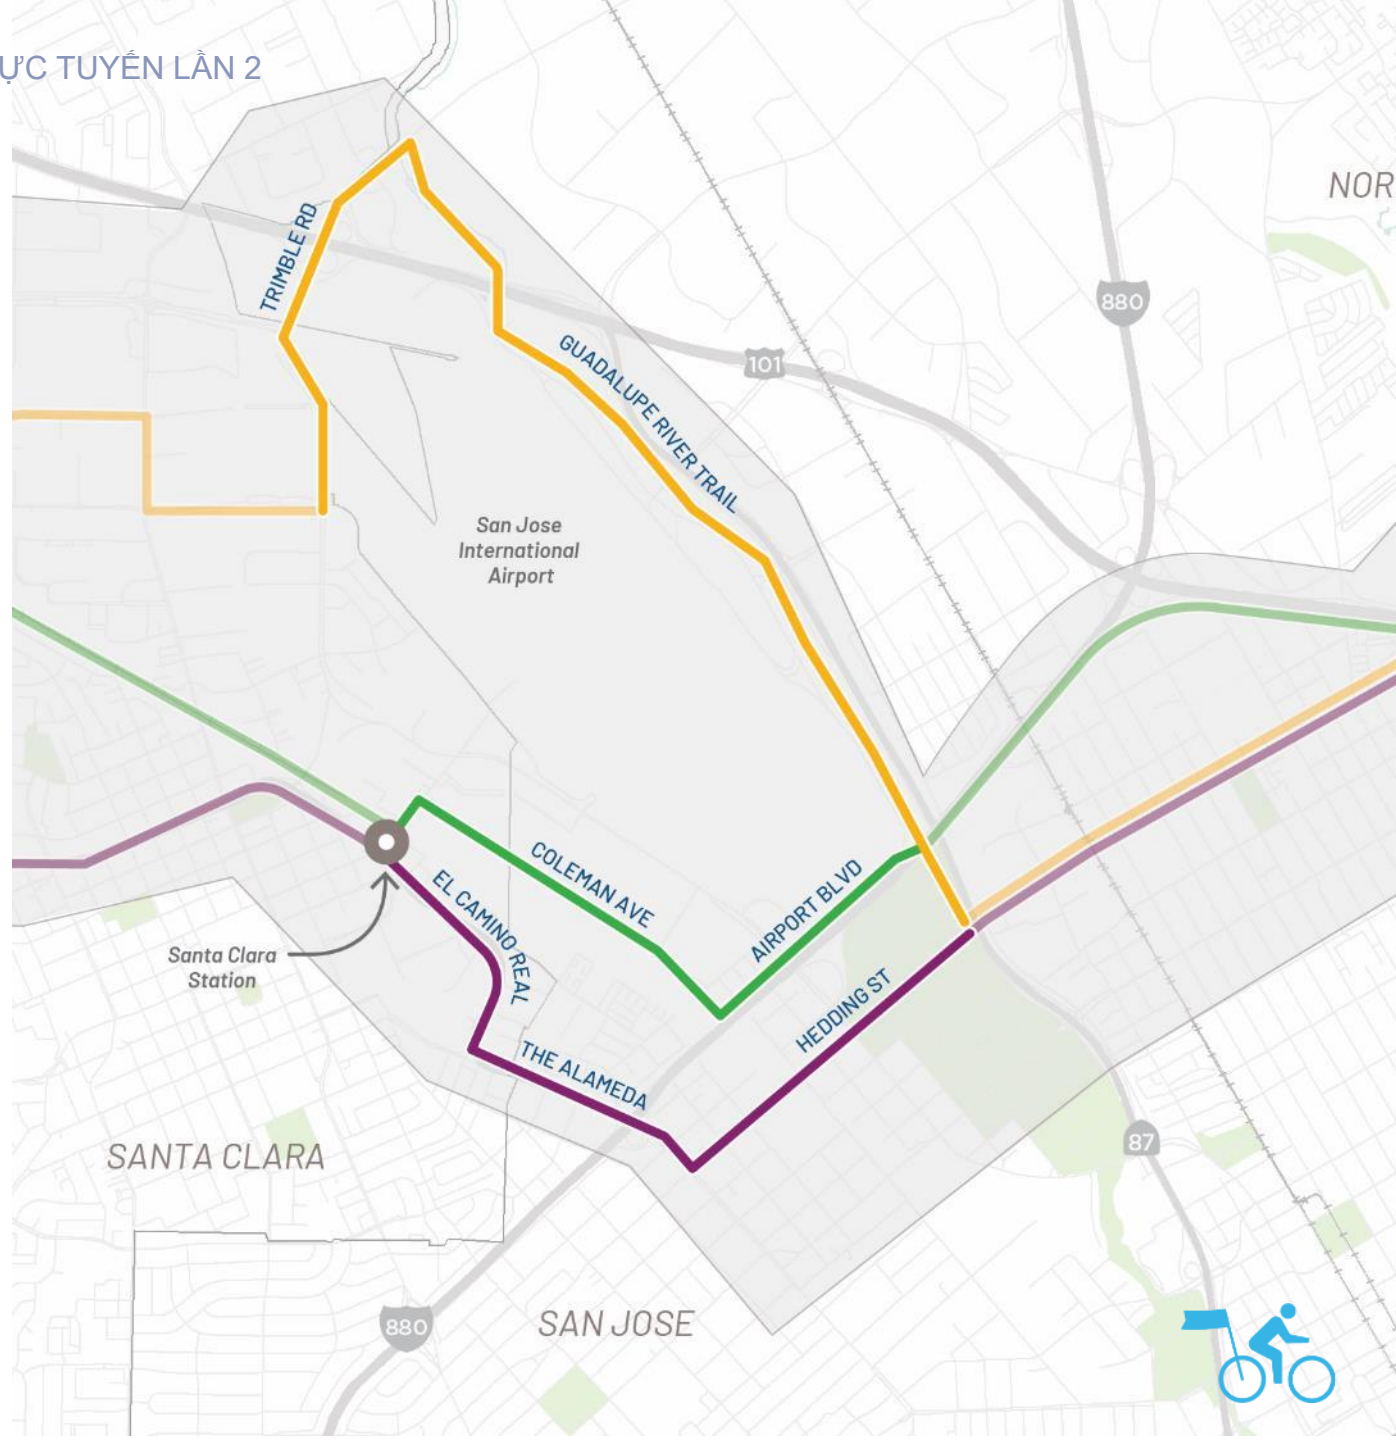 ỰC TUYẾN LẦN 2
NOR
TRIMBLE RD
880
GUADALUPE RIVER TRAIL
101
San Jose
International
Airport
COLEMAN AVE
AIRPORT BLVD
EL CAMINO REAL
Santa Clara
Station
HEDDING ST
THE ALAMEDA
87
SANTA CLARA
880
SAN JOSE